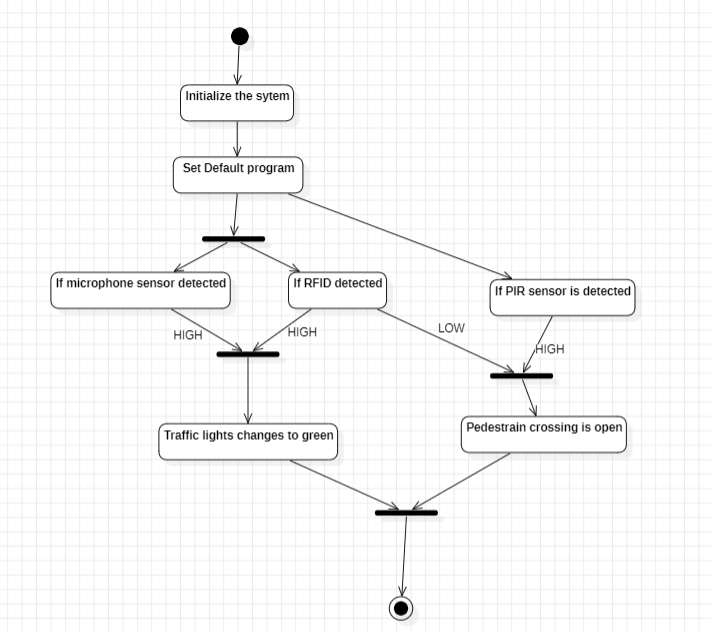 Initialize the sytem
Set Default program
If microphone sensor detected
If RFID detected
If PIR sensor is detected
HIGH
HIGH
LOW
HIGH
Traffic lights changes to green
Pedestrain crossing is open